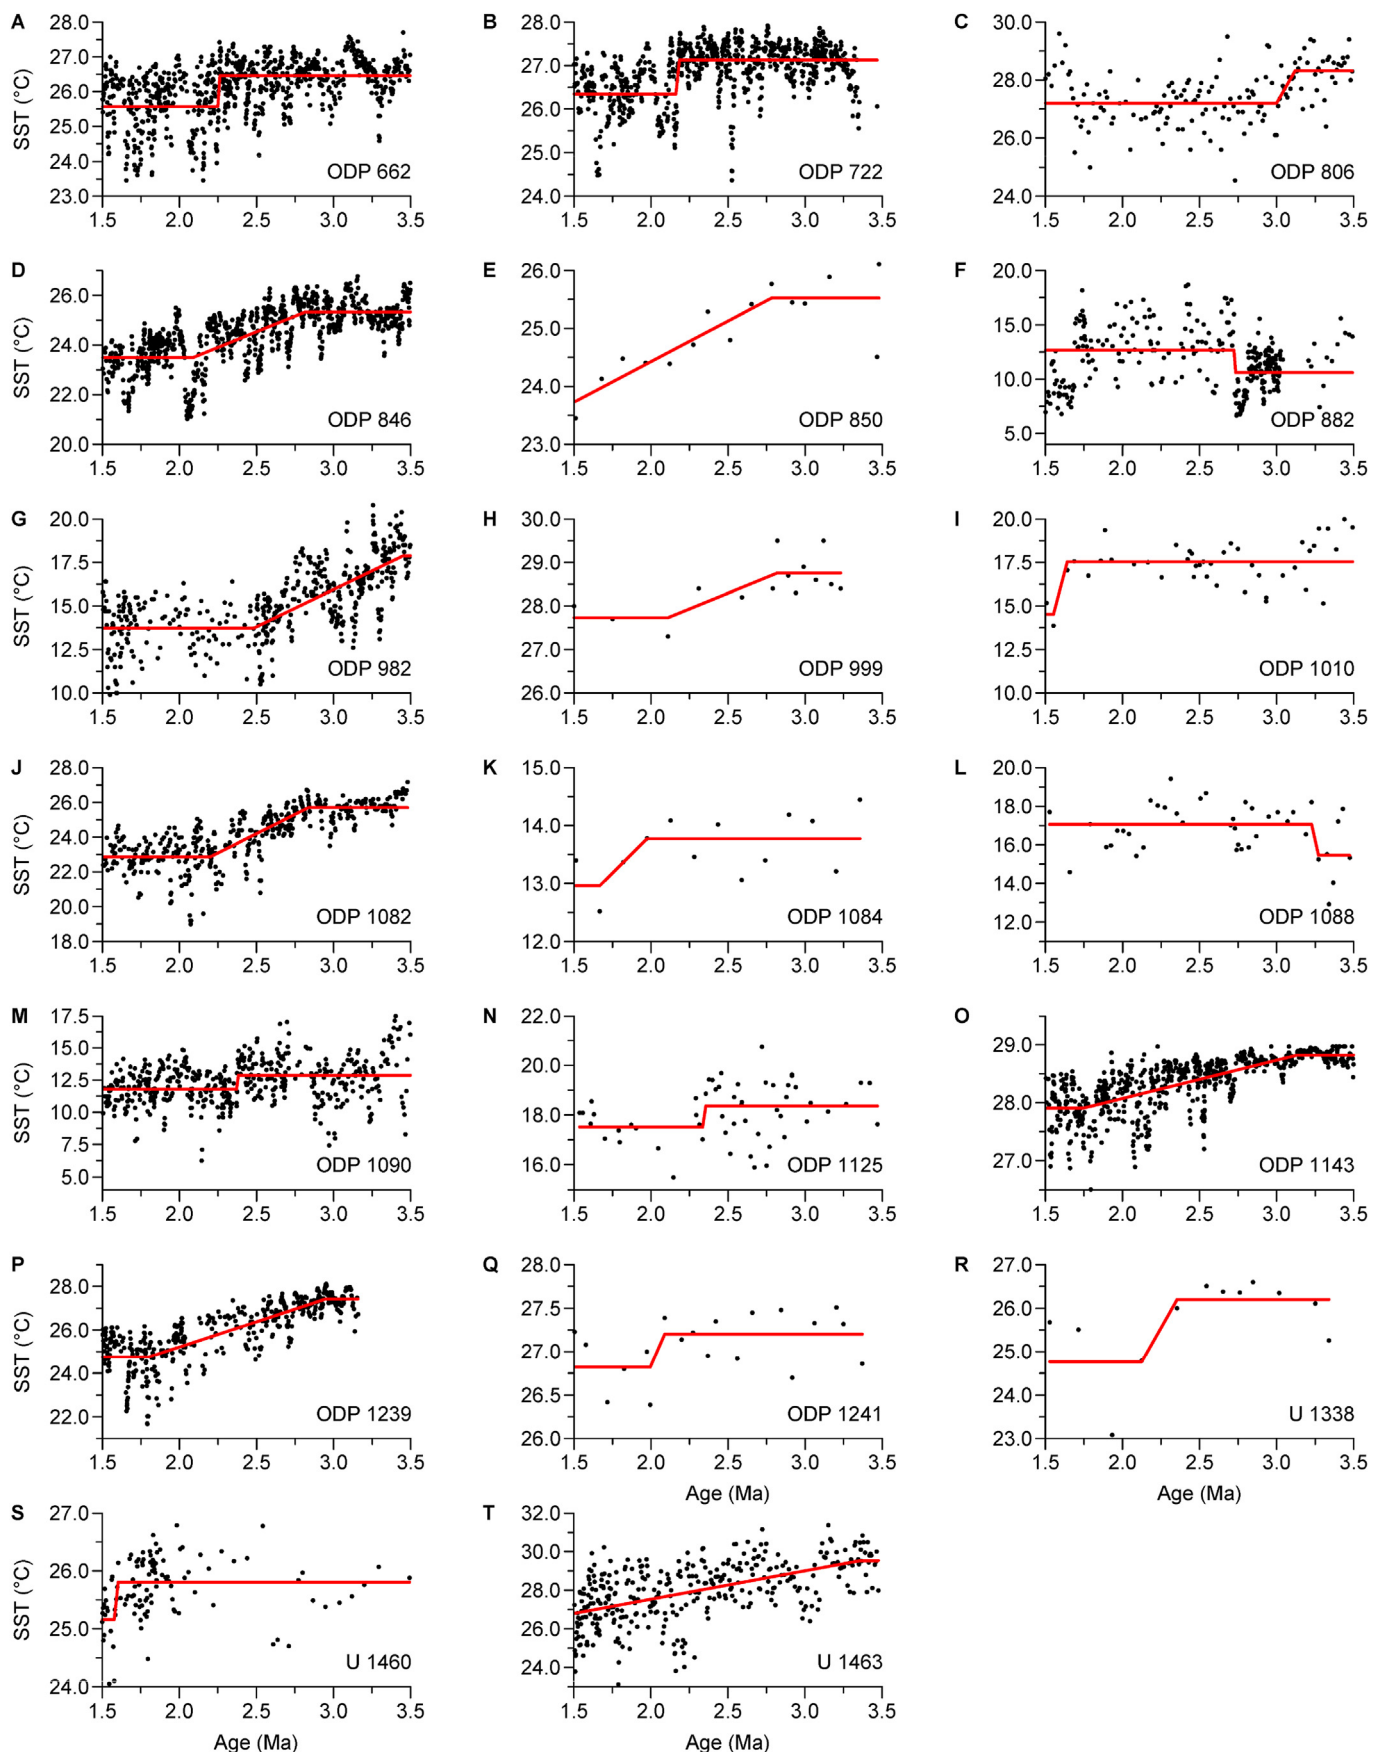 A
SST (°C)
28.0
27.0
26.0
25.0
24.0
23.0
ODP 662
1.5 2.0 2.5 3.0 3.5
B
28.0
27.0
26.0
25.0
24.0
ODP 722
1.5 2.0 2.5 3.0 3.5
C
30.0
28.0
26.0
24.0
ODP 806
1.5 2.0 2.5 3.0 3.5
D
SST (°C)
26.0
24.0
22.0
20.0
ODP 846
1.5 2.0 2.5 3.0 3.5
E
26.0
25.0
24.0
23.0
ODP 850
1.5 2.0 2.5 3.0 3.5
F
20.0
15.0
10.0
5.0
ODP 882
1.5 2.0 2.5 3.0 3.5
G
SST (°C)
20.0
17.5
15.0
12.5
10.0
ODP 982
1.5 2.0 2.5 3.0 3.5
H
30.0
29.0
28.0
27.0
26.0
ODP 999
1.5 2.0 2.5 3.0 3.5
I
20.0
17.5
15.0
12.5
10.0
ODP 1010
1.5 2.0 2.5 3.0 3.5
J
SST (°C)
28.0
26.0
24.0
22.0
20.0
18.0
ODP 1082
1.5 2.0 2.5 3.0 3.5
K
15.0
14.0
13.0
12.0
ODP 1084
1.5 2.0 2.5 3.0 3.5
L
20.0
18.0
16.0
14.0
12.0
ODP 1088
1.5 2.0 2.5 3.0 3.5
M
SST (°C)
17.5
15.0
12.5
10.0
7.5
5.0
ODP 1090
1.5 2.0 2.5 3.0 3.5
N
22.0
20.0
18.0
16.0
ODP 1125
1.5 2.0 2.5 3.0 3.5
O
29.0
28.0
27.0
ODP 1143
1.5 2.0 2.5 3.0 3.5
P
SST (°C)
28.0
26.0
24.0
22.0
ODP 1239
1.5 2.0 2.5 3.0 3.5
Q
28.0
27.5
27.0
26.5
26.0
ODP 1241
1.5 2.0 2.5 3.0 3.5
Age (Ma)
R
27.0
26.0
25.0
24.0
23.0
U 1338
1.5 2.0 2.5 3.0 3.5
Age (Ma)
S
SST (°C)
27.0
26.0
25.0
24.0
U 1460
1.5 2.0 2.5 3.0 3.5
Age (Ma)
T
32.0
30.0
28.0
26.0
24.0
U 1463
1.5 2.0 2.5 3.0 3.5
Age (Ma)